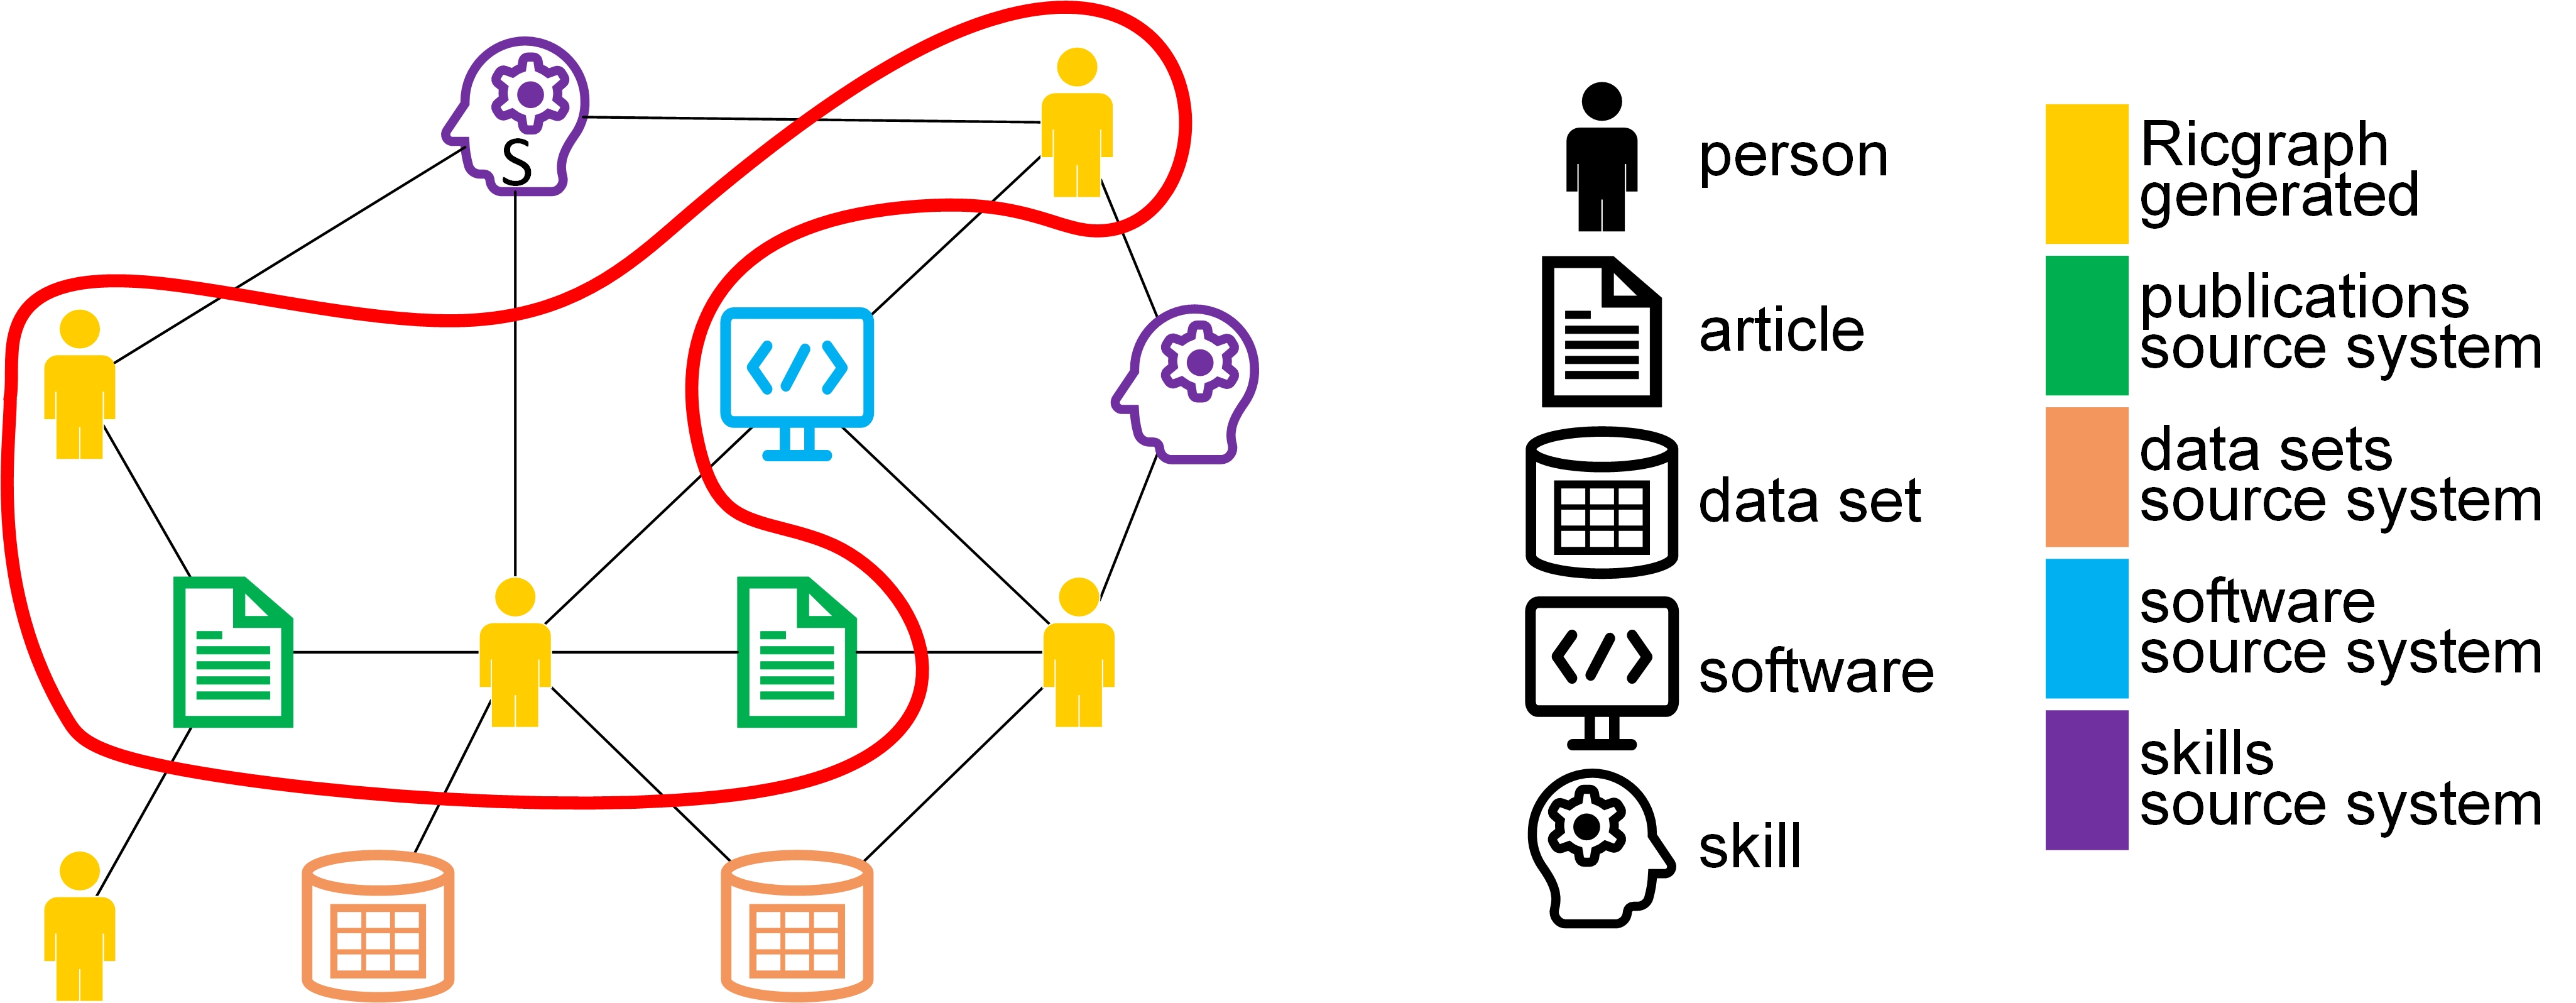 S
person
article
data set
software
skill
Ricgraph
generated
publications
source system
data sets
source system
software
source system
skills
source system